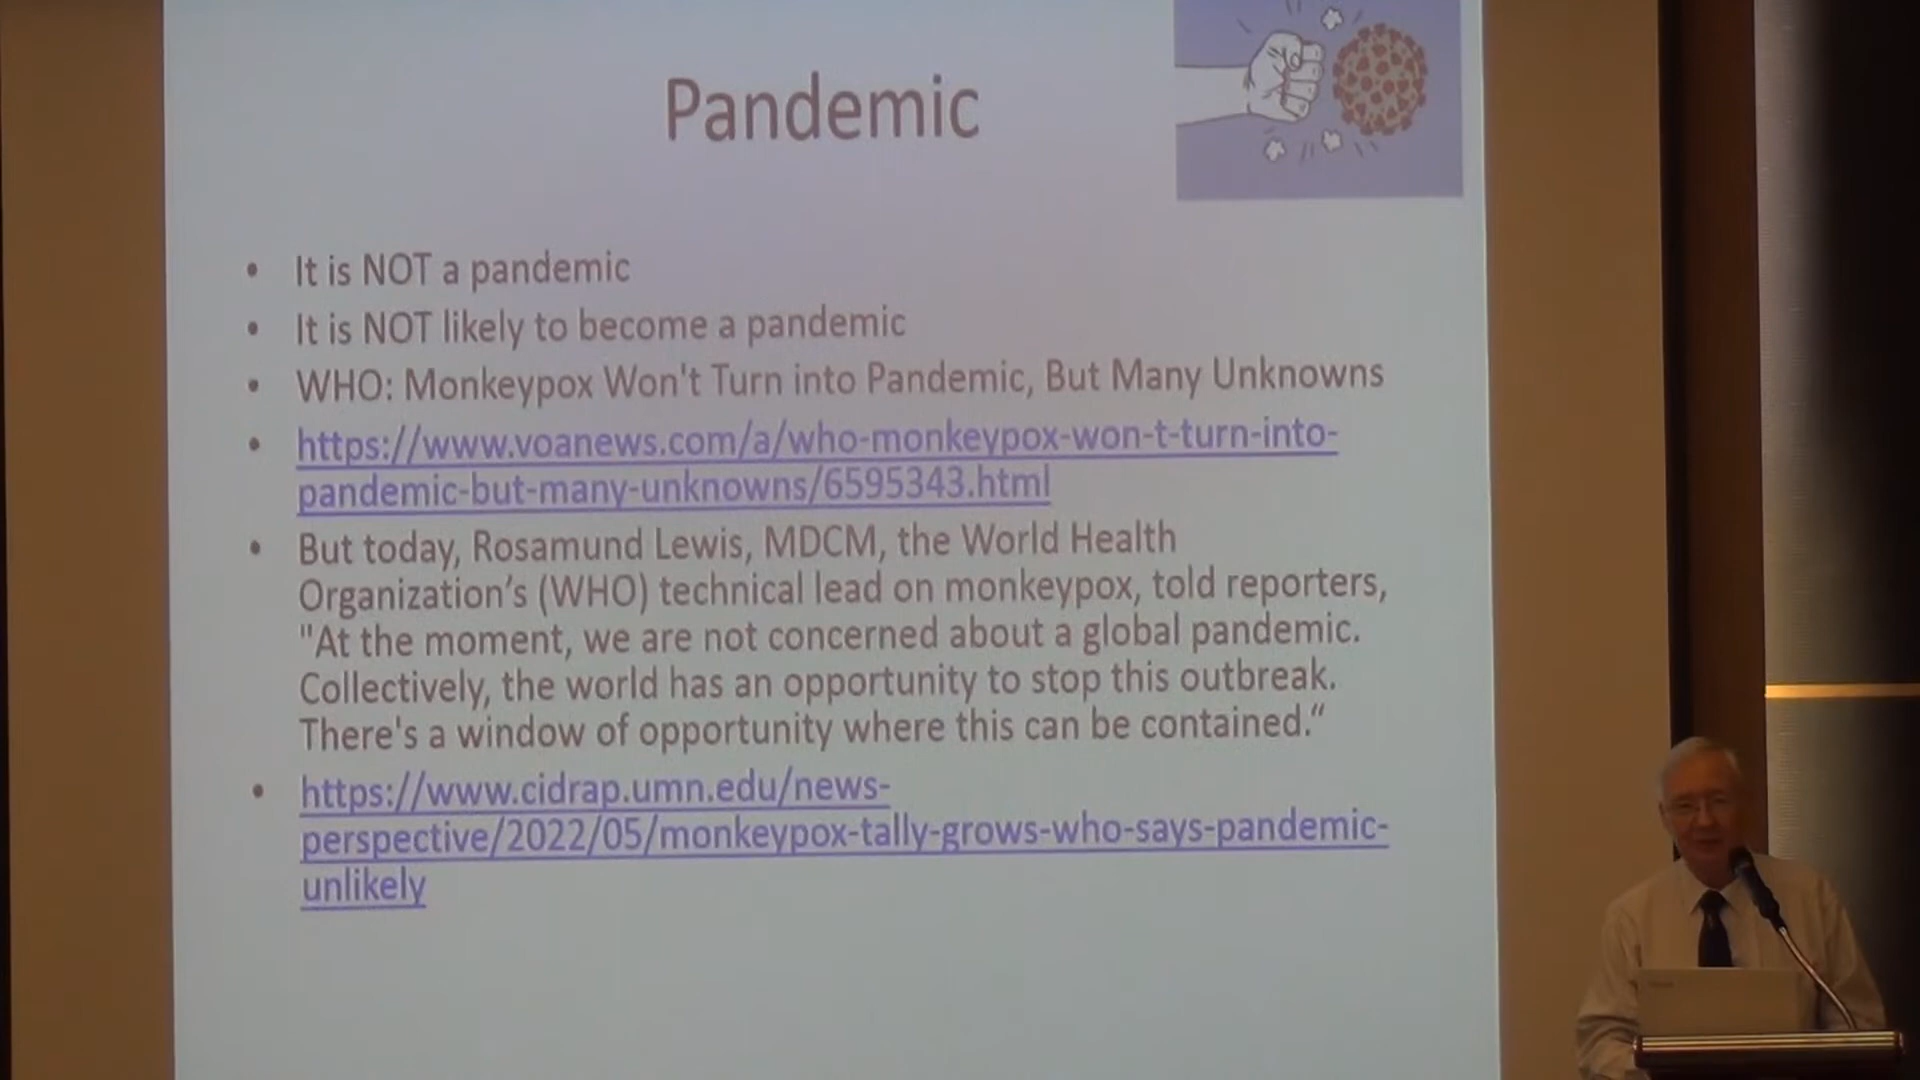 Pandemic
• It is NOT a pandemic
• It is NOT likely to become a pandemic
• WHO: Monkeypox Won't Turn into Pandemic, But Many Unknowns
• https://www.voanews.com/a/who-monkeypox-won-t-turn-into-
pandemic-but-many-unknowns/6595343.html
• But today, Rosamund Lewis, MDCM, the World Health
Organization’s (WHO) technical lead on monkeypox, told reporters,
"At the moment, we are not concerned about a global pandemic.
Collectively, the world has an opportunity to stop this outbreak.
There's a window of opportunity where this can be contained.“
• https://www.cidrap.umn.edu/news-
perspective/2022/05/monkeypox-tally-grows-who-says-pandemic-
unlikely